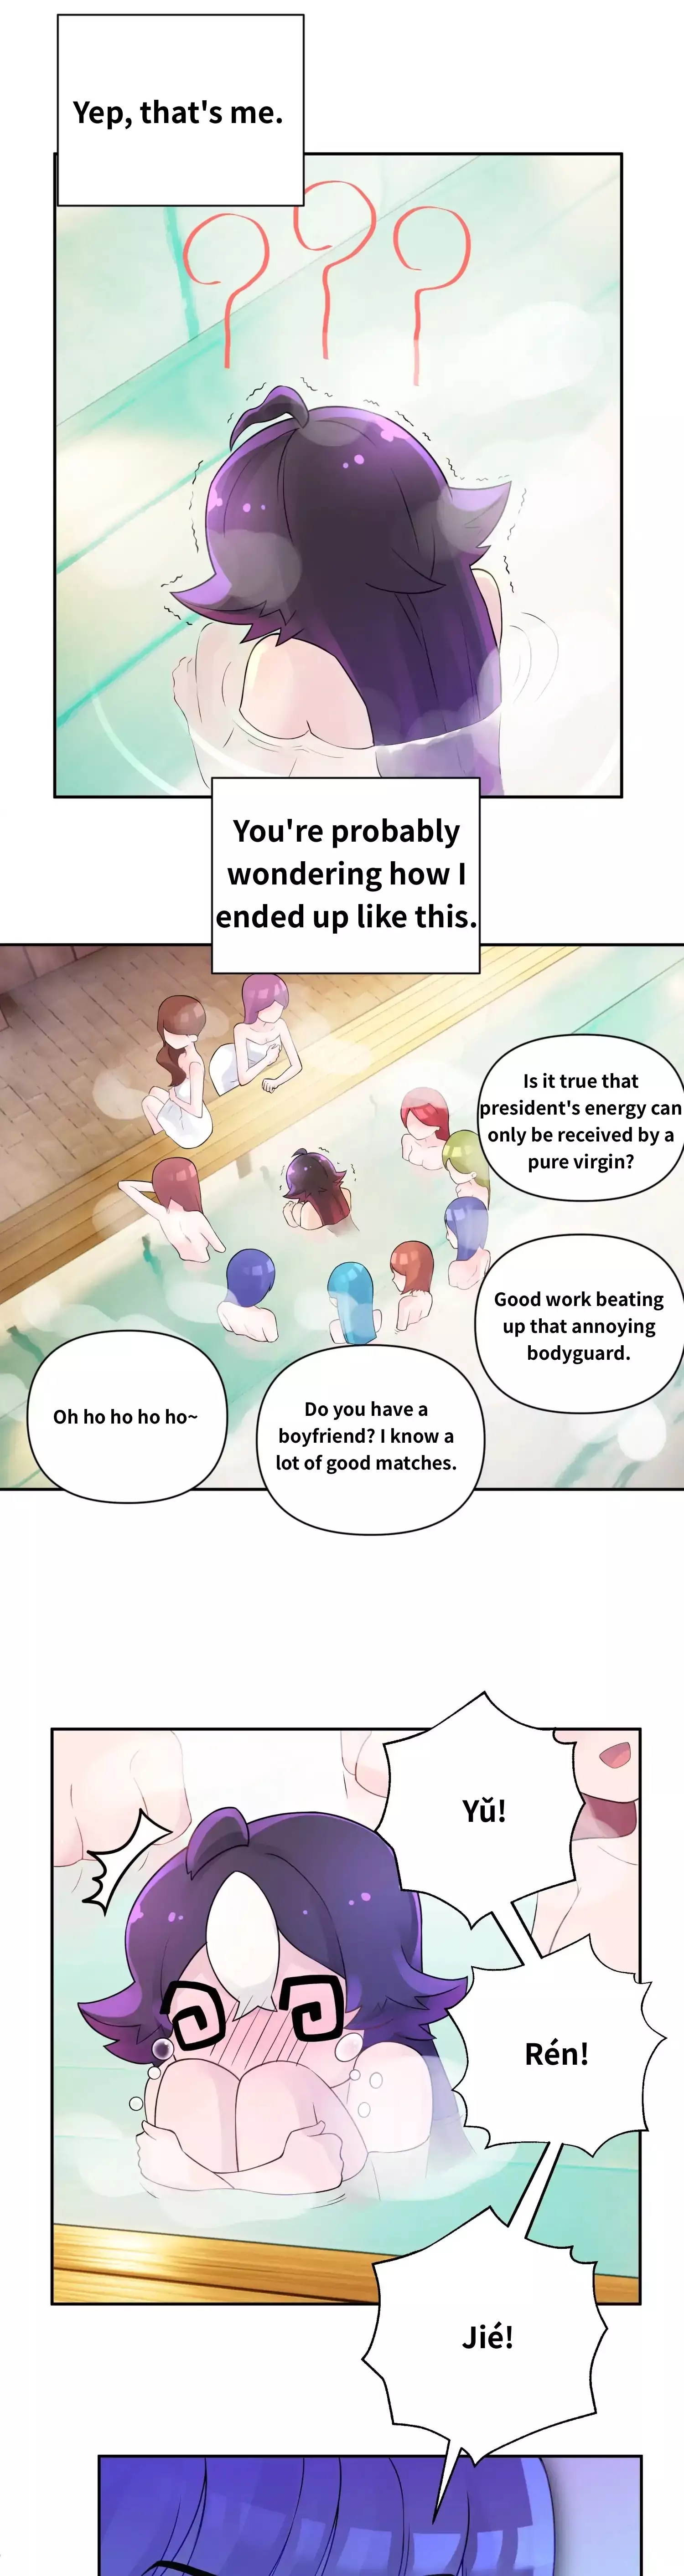 Yep, that's me.
You're probably
wondering how I
ended up like this.
Is it true that
president's energy can
only be received by a
pure virgin?
Good work beating
up that annoying
bodyguard.
Oh ho ho ho ho~
Do you have a
boyfriend? I know a
lot of good matches.
Yǔ!
Rén!
Jié!